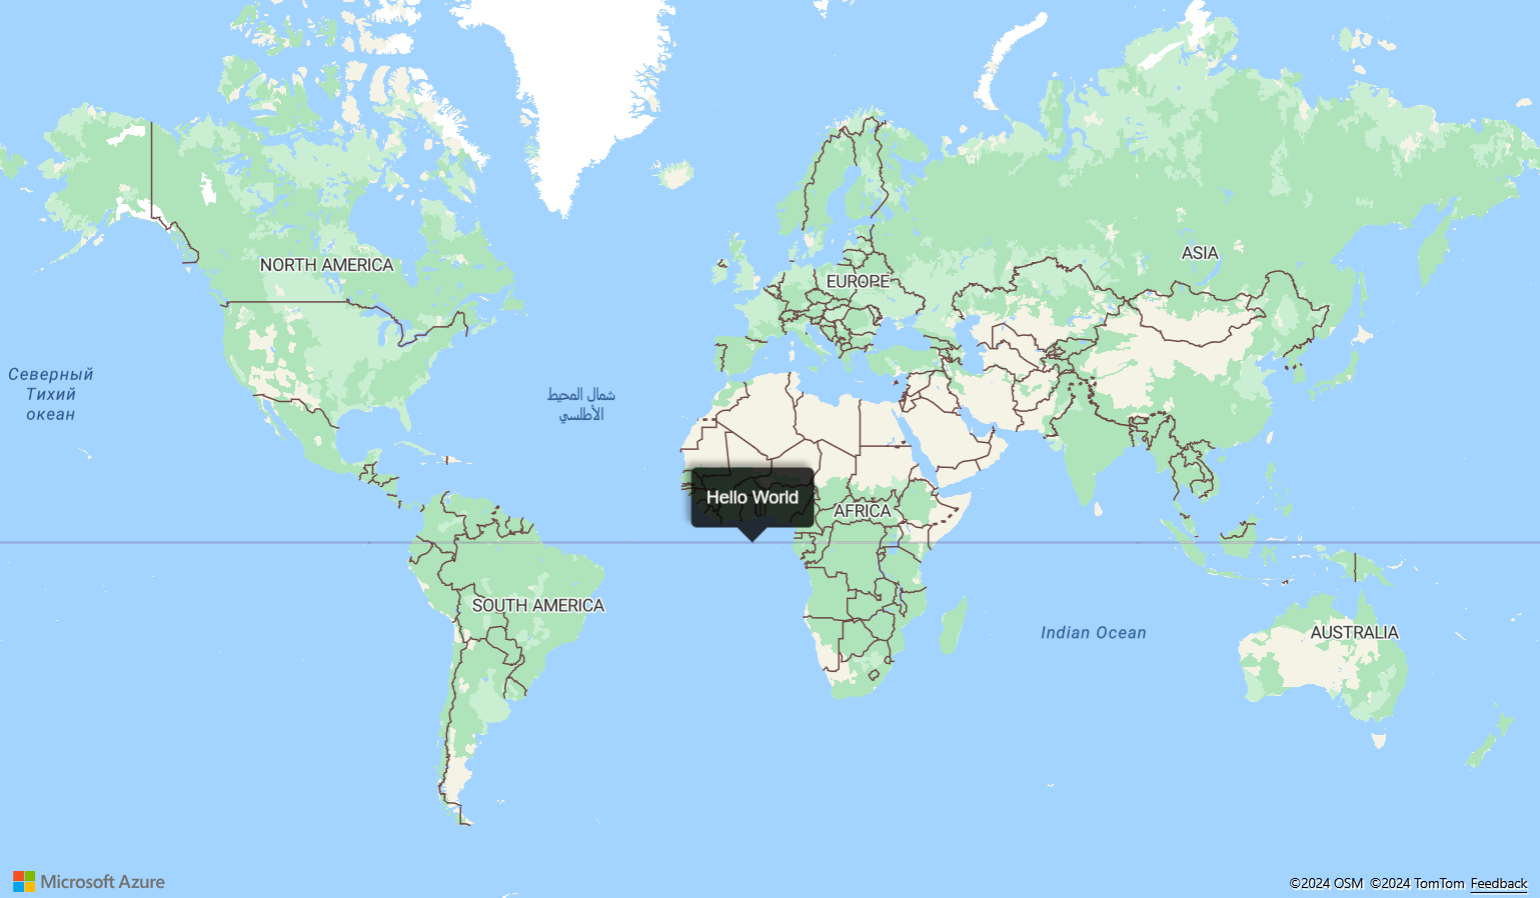 ASIA
NORTH AMERICA
EUROPE
Северный
Тихий
океан
شمال المحيط
الأطلسي
Hello World
AFRICA
SOUTH AMERICA
Indian Ocean
AUSTRALIA
Microsoft Azure
©2024 OSM ©2024 TomTom Feedback